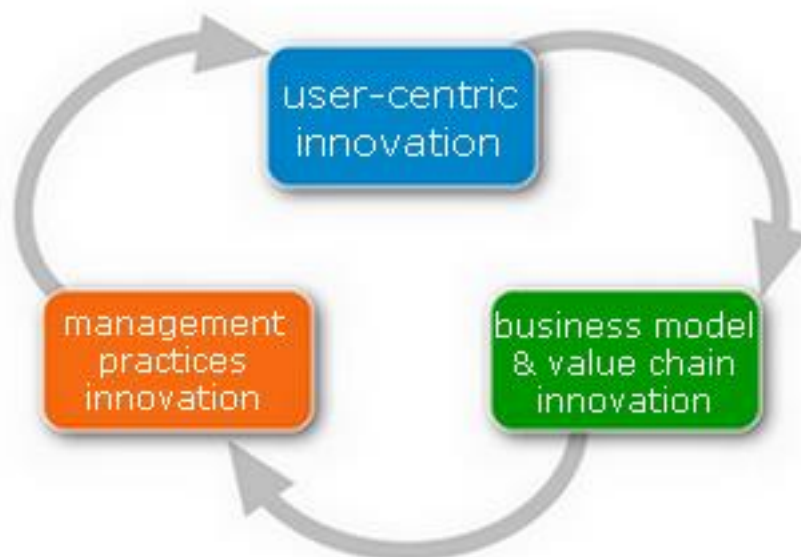 user-centric
innovation
business model
& value chain
innovation
management
practices
innovation